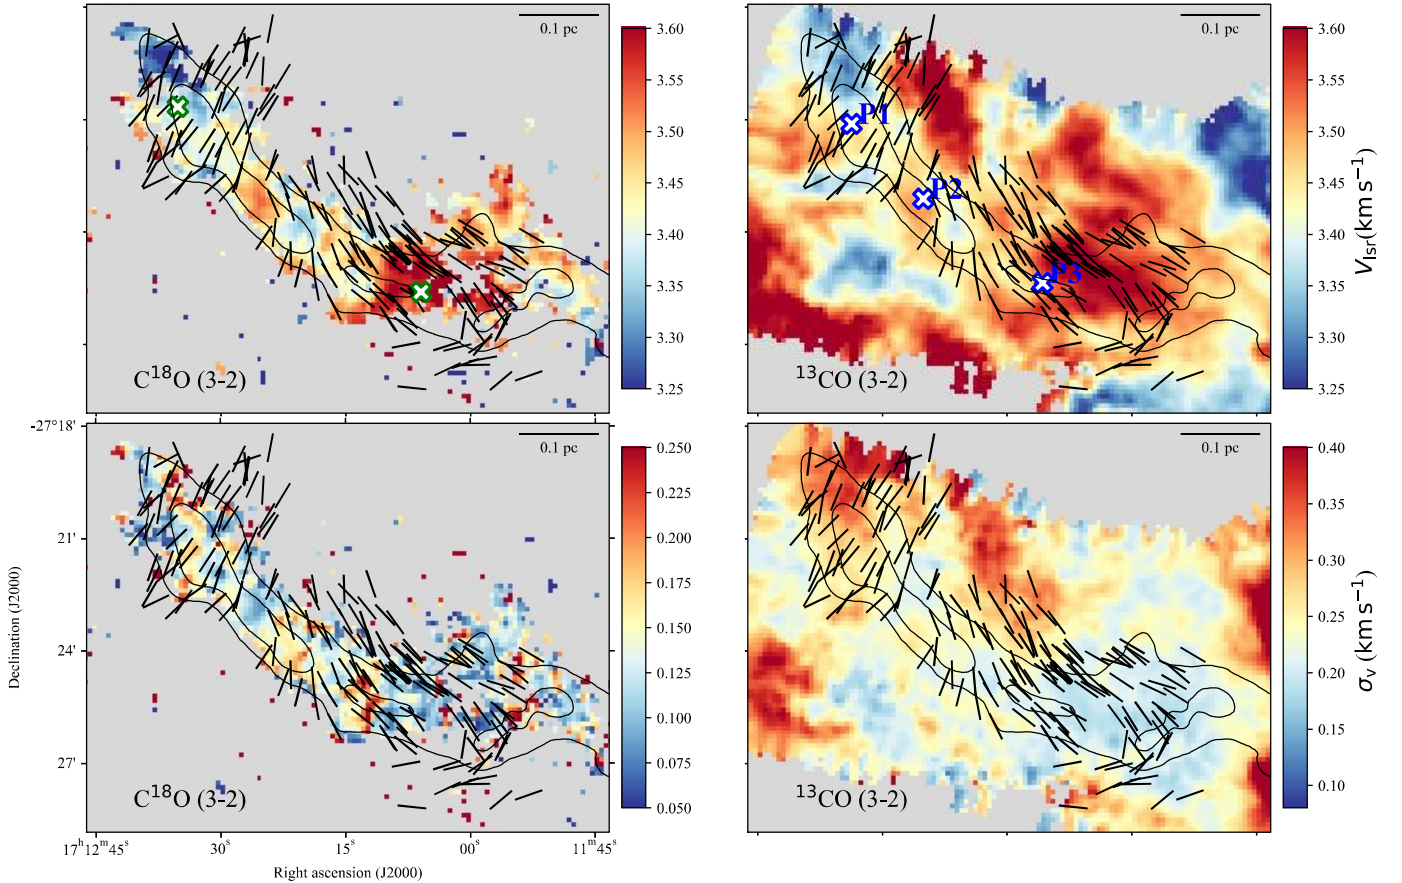 0.1 pc
C¹⁸O (3-2)
3.60
3.55
3.50
3.45
3.40
3.35
3.30
3.25
0.1 pc
P1
P2
P3
¹³CO (3-2)
3.60
3.55
3.50
3.45
3.40
3.35
3.30
3.25
V_lsr(km s⁻¹)
-27°18'
21'
24'
27'
Declination (J2000)
0.1 pc
C¹⁸O (3-2)
17ʰ12ᵐ45ˢ
30ˢ
15ˢ
00ˢ
11ᵐ45ˢ
Right ascension (J2000)
0.250
0.225
0.200
0.175
0.150
0.125
0.100
0.075
0.050
0.1 pc
¹³CO (3-2)
0.40
0.35
0.30
0.25
0.20
0.15
0.10
σ_v (km s⁻¹)